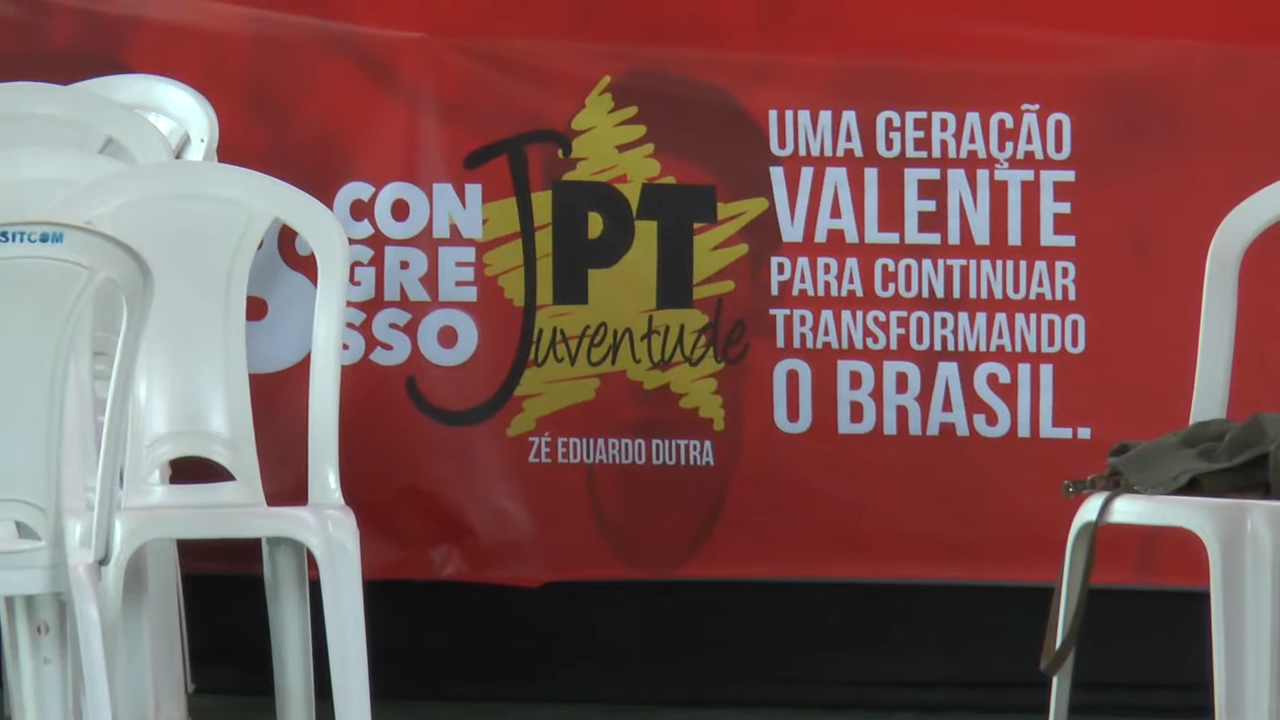 SITCOM
CON
GRE
SSO
JPT
Juventude
ZÉ EDUARDO DUTRA
UMA GERAÇÃO
VALENTE
PARA CONTINUAR
TRANSFORMANDO
O BRASIL.